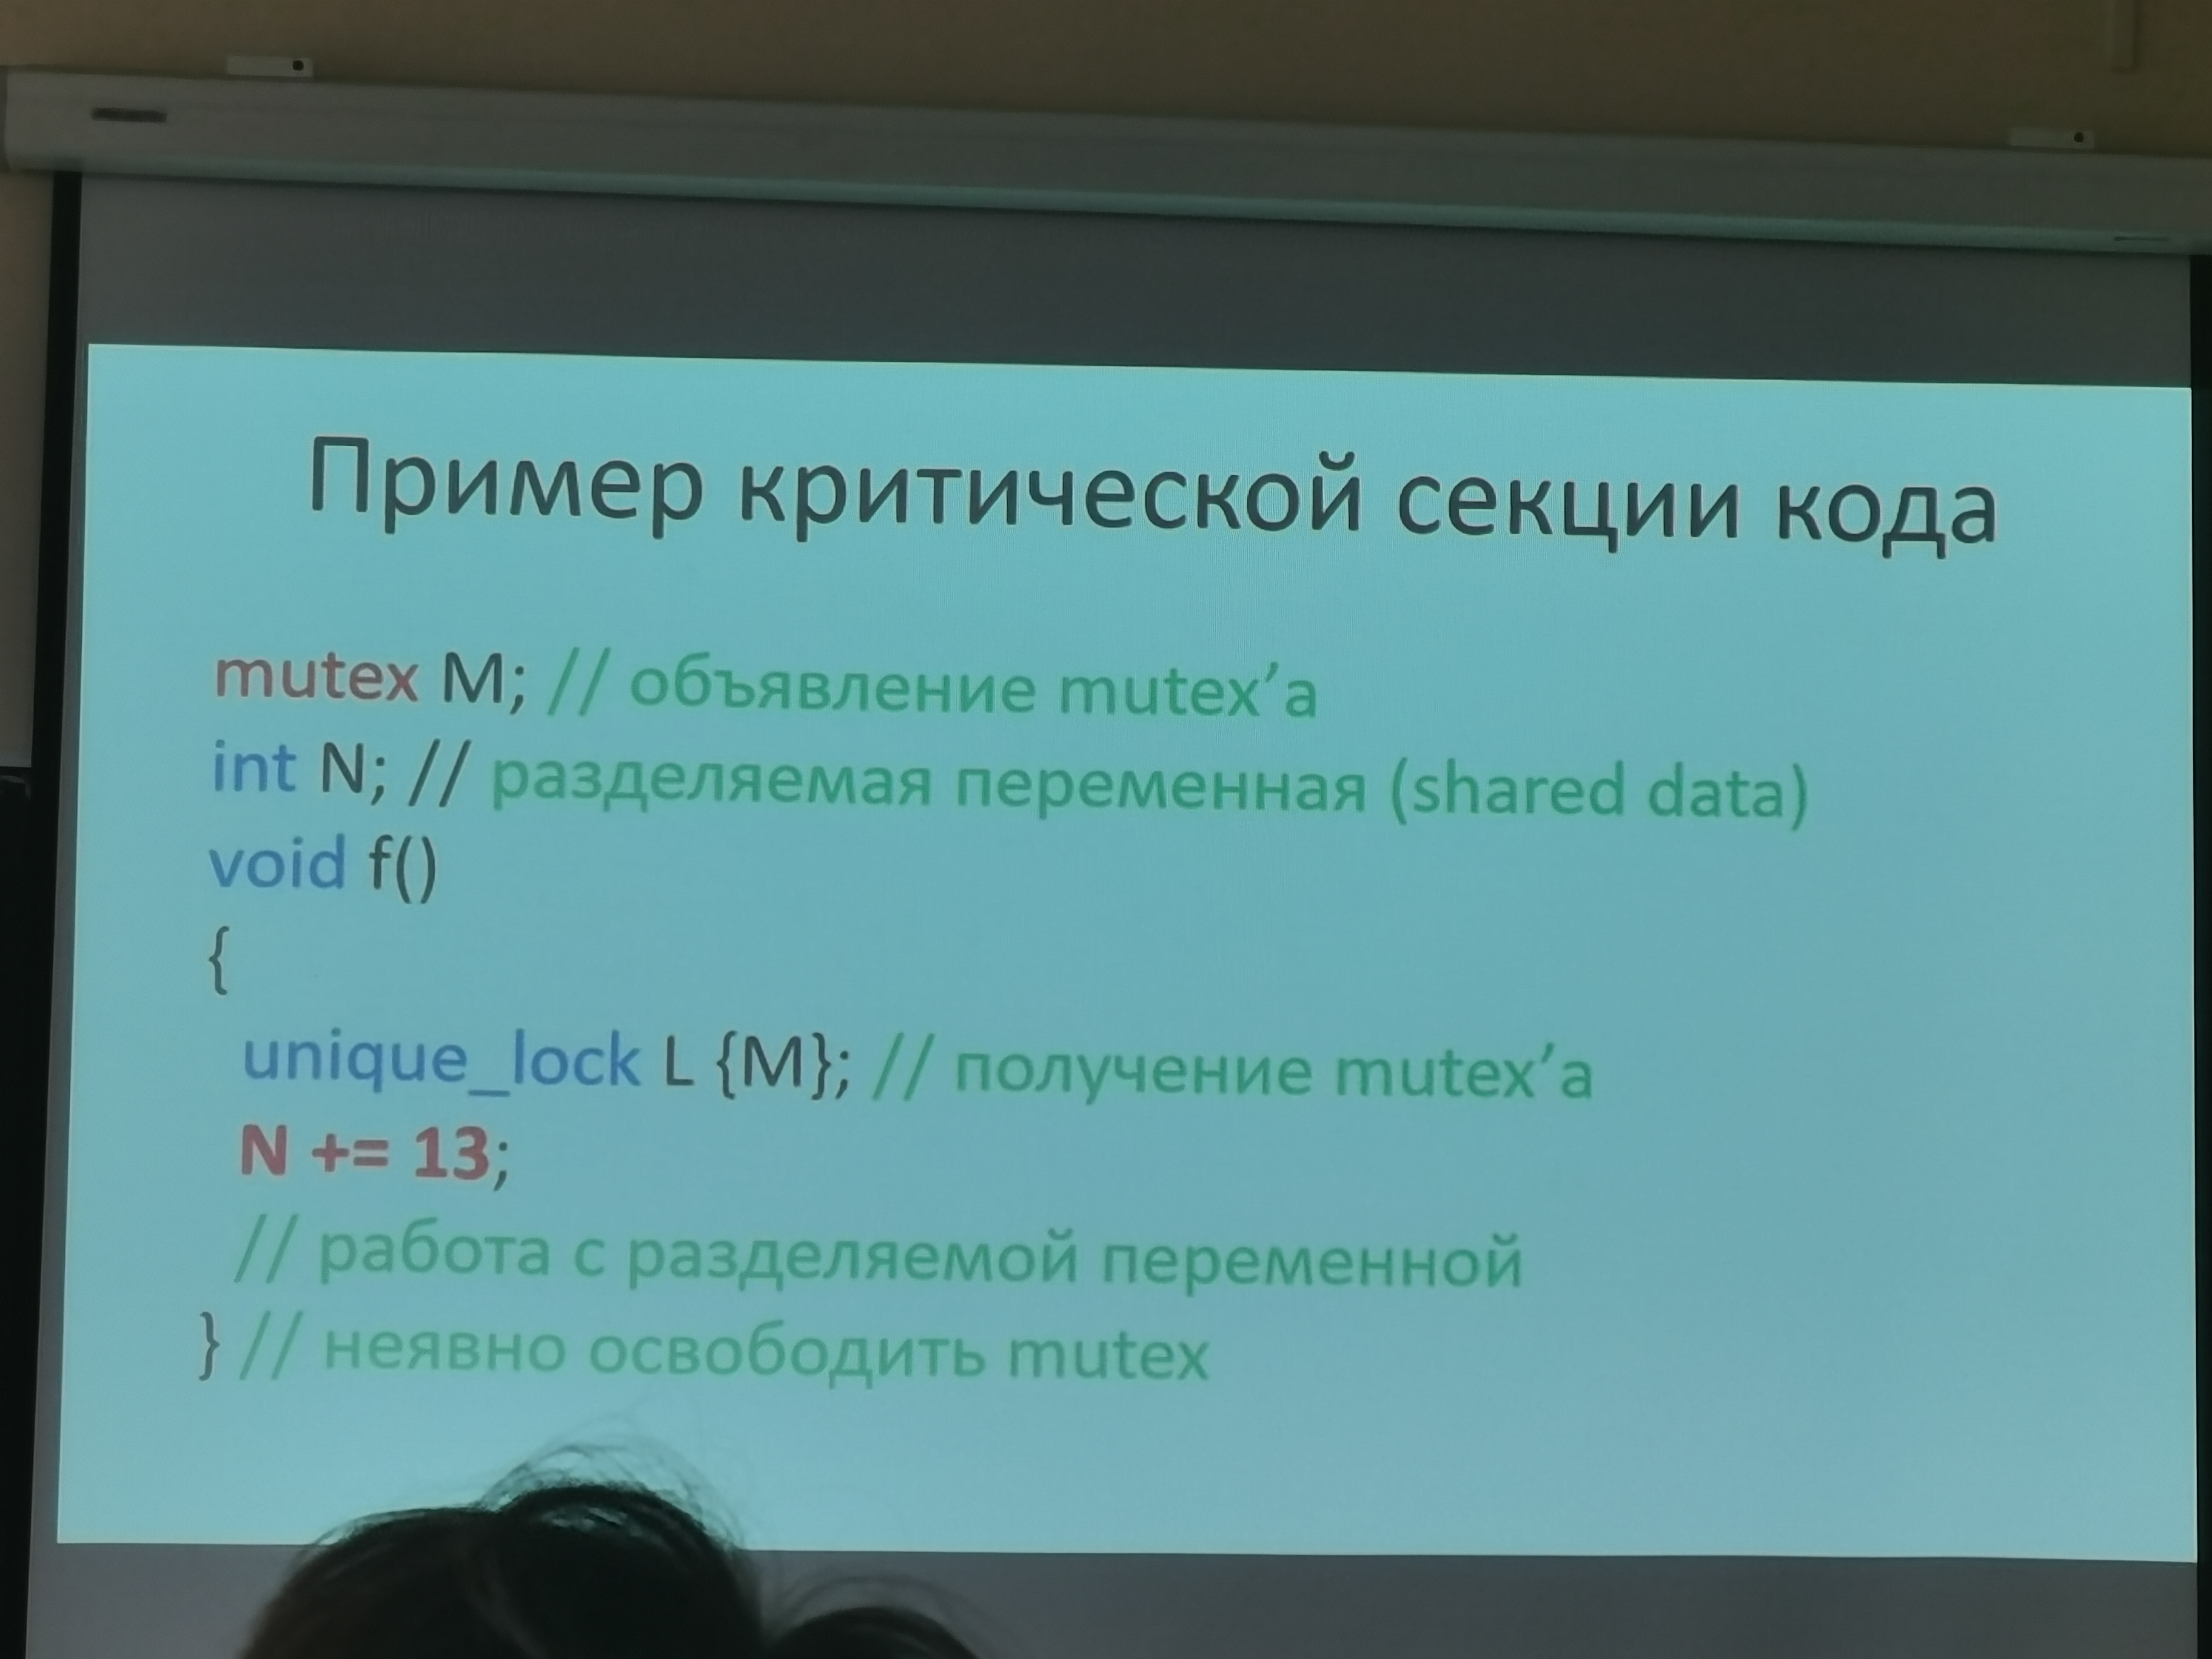 Пример критической секции кода
mutex M; // объявление mutex’а
int N; // разделяемая переменная (shared data)
void f()
{
unique_lock L {M}; // получение mutex’а
N += 13;
// работа с разделяемой переменной
} // неявно освободить mutex